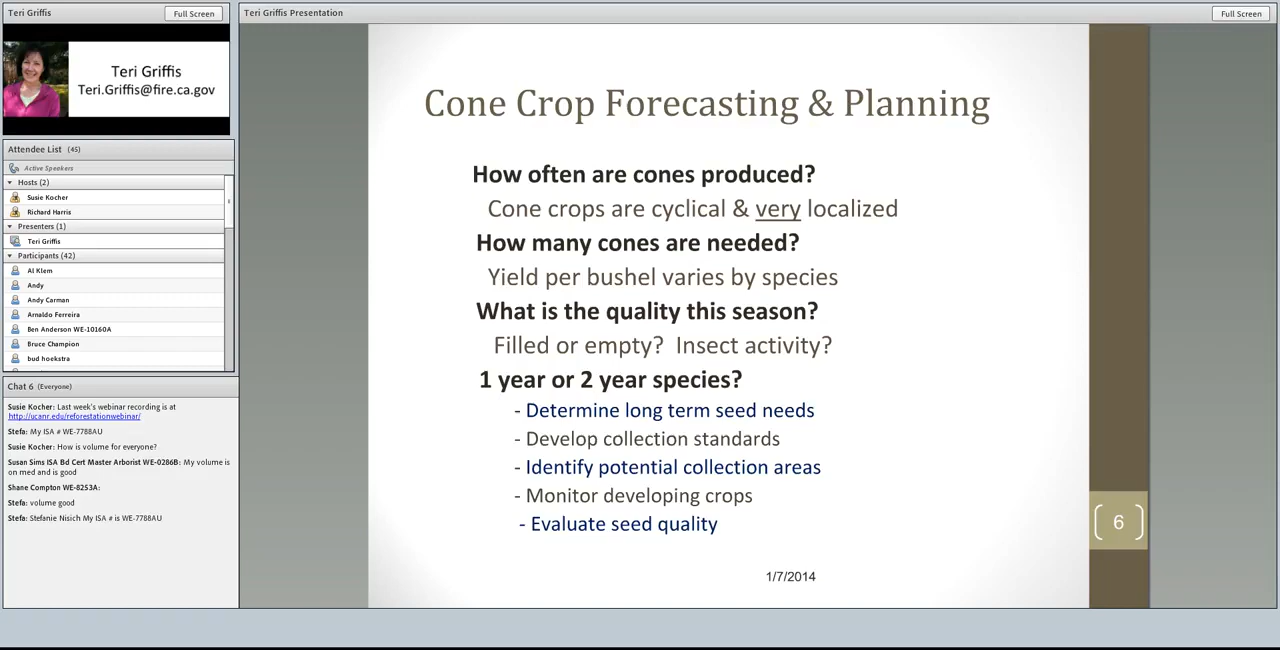 Teri Griffis
Full Screen
Teri Griffis
Teri.Griffis@fire.ca.gov
Attendee List (45)
Active Speakers
Hosts (2)
Susie Kocher
Richard Harris
Presenters (1)
Teri Griffis
Participants (42)
Al Klem
Andy
Andy Carman
Arnaldo Ferreira
Ben Anderson WE-10160A
Bruce Champion
bud hoekstra
Chat 6 (Everyone)
Susie Kocher: Last week's webinar recording is at
http://ucanr.edu/reforestationwebinar/
Stefa: My ISA # WE-7788AU
Susie Kocher: How is volume for everyone?
Susan Sims ISA Bd Cert Master Arborist WE-0286B: My volume is
on med and is good
Shane Compton WE-8253A:
Stefa: volume good
Stefa: Stefanie Nisich My ISA # is WE-7788AU
Teri Griffis Presentation
Full Screen
Cone Crop Forecasting & Planning
How often are cones produced?
Cone crops are cyclical & very localized
How many cones are needed?
Yield per bushel varies by species
What is the quality this season?
Filled or empty? Insect activity?
1 year or 2 year species?
- Determine long term seed needs
- Develop collection standards
- Identify potential collection areas
- Monitor developing crops
- Evaluate seed quality
6
1/7/2014